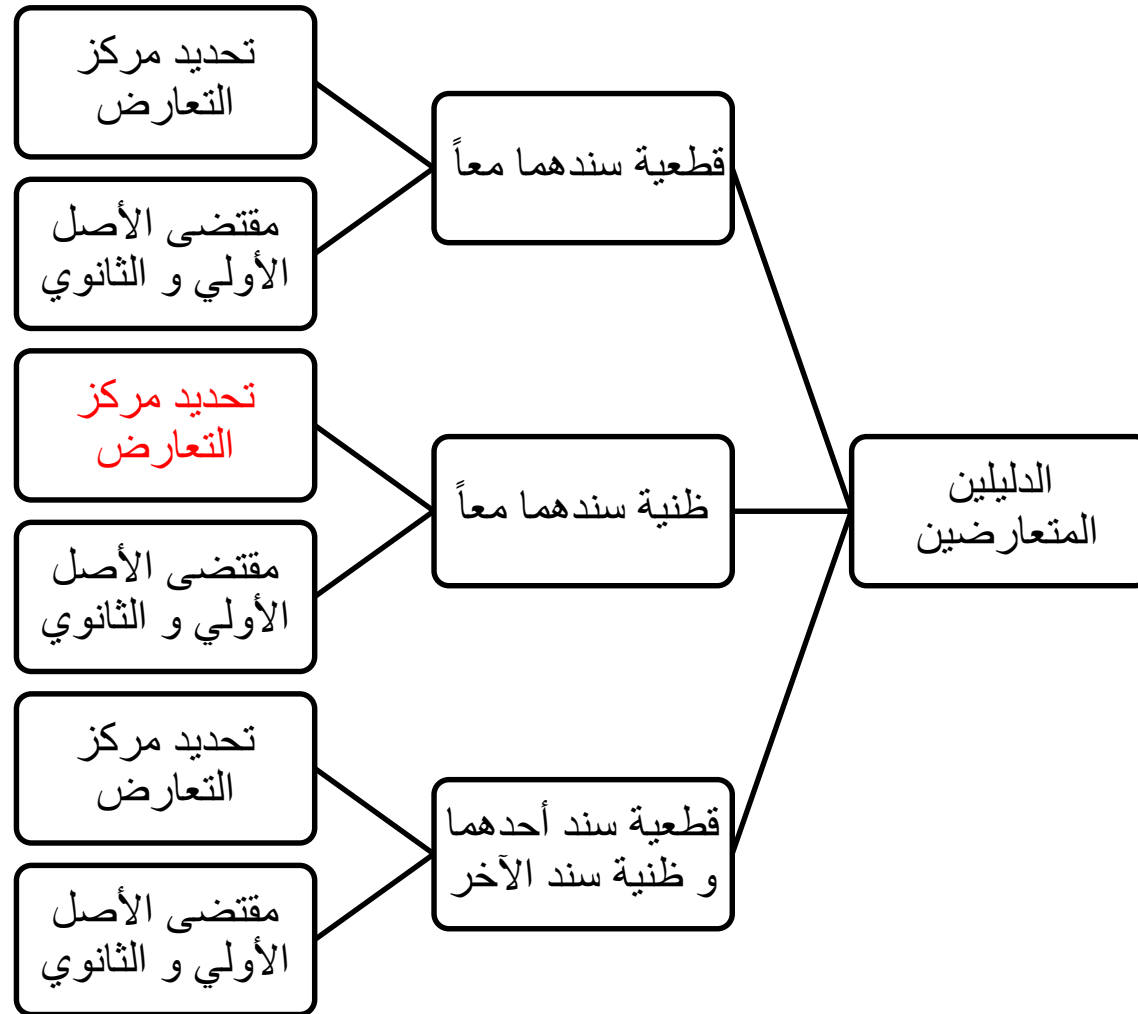 الدليلين
المتعارضين
قطعية سندهما معاً
تحديد مركز
التعارض
مقتضى الأصل
الأولي و الثانوي
ظنية سندهما معاً
تحديد مركز
التعارض
مقتضى الأصل
الأولي و الثانوي
قطعية سند أحدهما
و ظنية سند الآخر
تحديد مركز
التعارض
مقتضى الأصل
الأولي و الثانوي